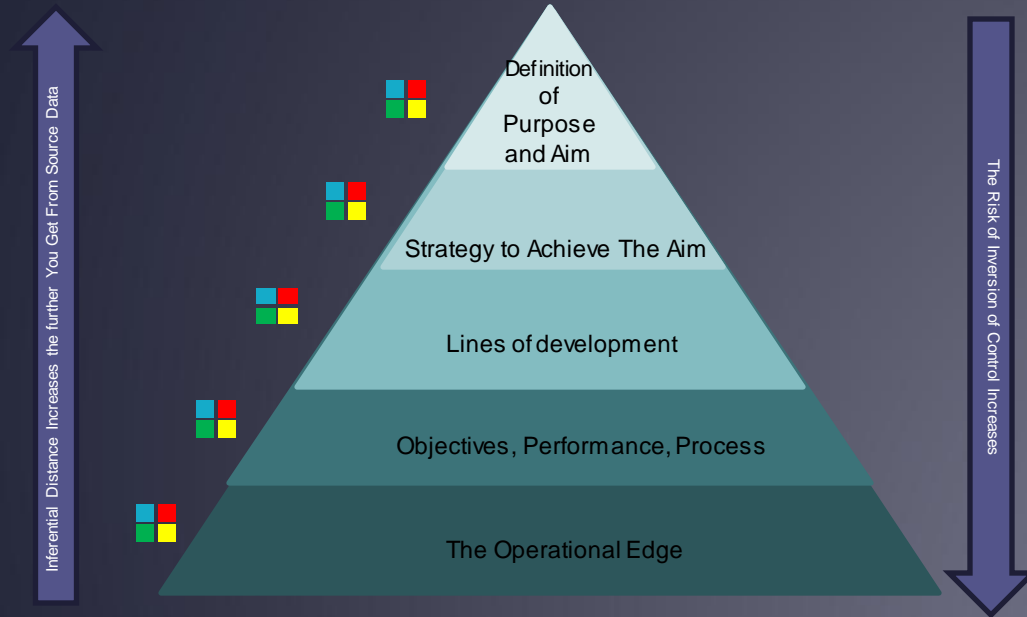 Inferential Distance Increases the further You Get From Source Data
Definition
of
Purpose
and Aim
Strategy to Achieve The Aim
Lines of development
Objectives, Performance, Process
The Operational Edge
The Risk of Inversion of Control Increases